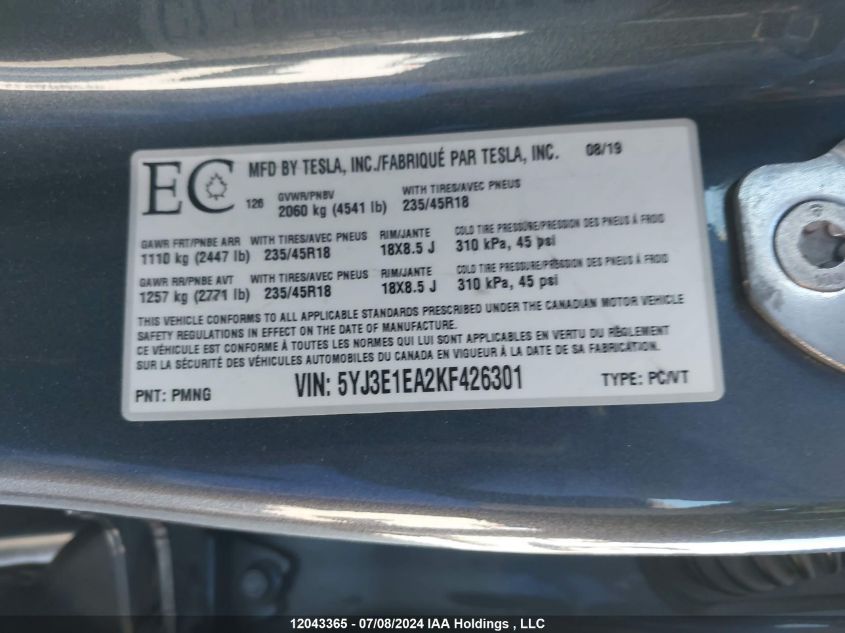 EC
MFD BY TESLA, INC./FABRIQUÉ PAR TESLA, INC. 08/19
126
GVWR/PNBV WITH TIRES/AVEC PNEUS
2060 kg (4541 lb) 235/45R18
GAWR FRT/PNBE ARR WITH TIRES/AVEC PNEUS RIM/JANTE COLD TIRE PRESSURE/PRESSION DES PNEUS À FROID
1110 kg (2447 lb) 235/45R18 18X8.5 J 310 kPa, 45 psi
GAWR RR/PNBE AVT WITH TIRES/AVEC PNEUS RIM/JANTE COLD TIRE PRESSURE/PRESSION DES PNEUS À FROID
1257 kg (2771 lb) 235/45R18 18X8.5 J 310 kPa, 45 psi
THIS VEHICLE CONFORMS TO ALL APPLICABLE STANDARDS PRESCRIBED UNDER THE CANADIAN MOTOR VEHICLE
SAFETY REGULATIONS IN EFFECT ON THE DATE OF MANUFACTURE.
CE VÉHICULE EST CONFORME À TOUTES LES NORMES QUI LUI SONT APPLICABLES EN VERTU DU RÈGLEMENT
SUR LA SÉCURITÉ DES VÉHICULES AUTOMOBILES DU CANADA EN VIGUEUR À LA DATE DE SA FABRICATION.
PNT: PMNG VIN: 5YJ3E1EA2KF426301 TYPE: PC/VT
12043365 - 07/08/2024 IAA Holdings , LLC